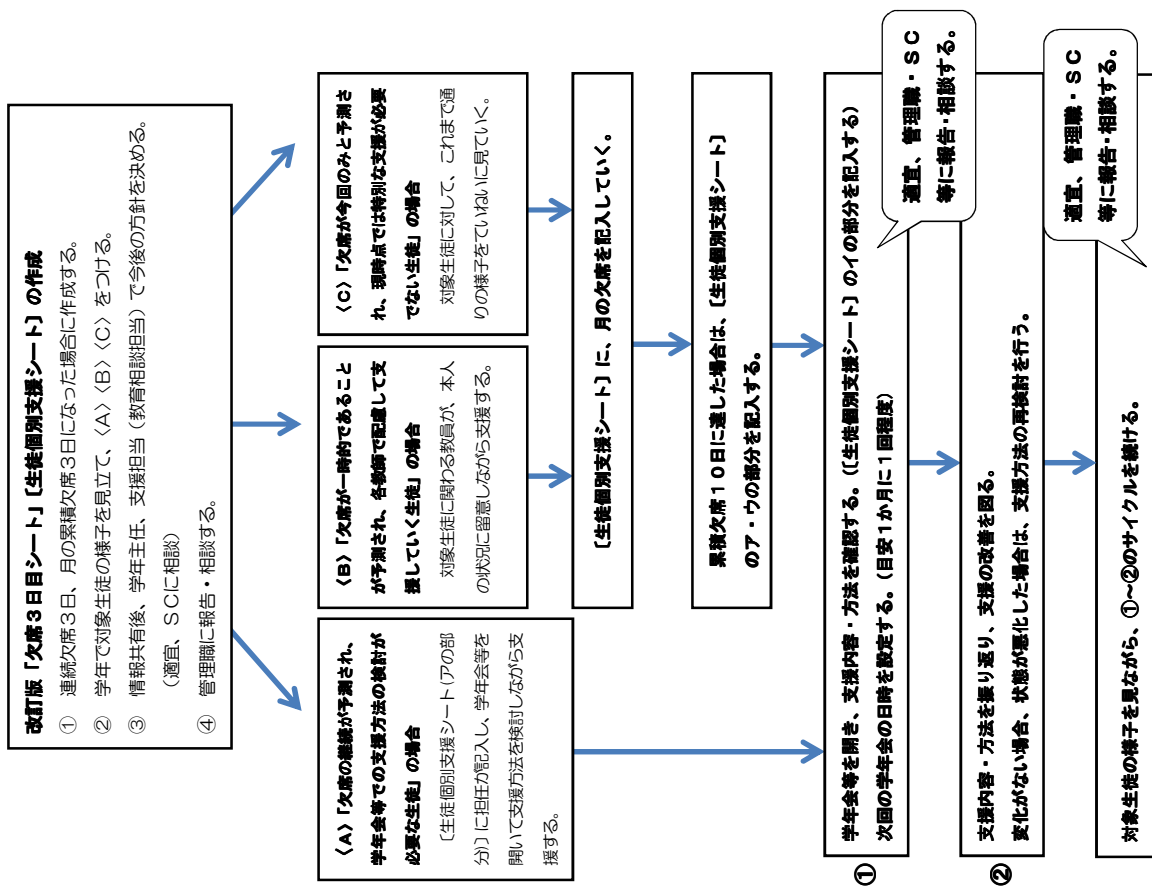 改訂版「欠席３日目シート」〔生徒個別支援シート〕の作成
① 連続欠席３日、月の累積欠席３日になった場合に作成する。
② 学年で対象生徒の様子を見立て、〈Ａ〉〈Ｂ〉〈Ｃ〉をつける。
③ 情報共有後、学年主任、支援担当（教育相談担当）で今後の方針を決める。
（適宜、ＳＣに相談）
④ 管理職に報告・相談する。
〈Ａ〉「欠席の継続が予測され、
学年会等での支援方法の検討が
必要な生徒」の場合
〔生徒個別支援シート(アの部
分)〕に担任が記入し、学年会等を
開いて支援方法を検討しながら支
援する。
〈Ｂ〉「欠席が一時的であること
が予測され、各教師で配慮して支
援していく生徒」の場合
対象生徒に関わる教員が、本人
の状況に留意しながら支援する。
〈Ｃ〉「欠席が今回のみと予測さ
れ、現時点では特別な支援が必要
でない生徒」の場合
対象生徒に対して、これまで通
りの様子をていねいに見ていく。
〔生徒個別支援シート〕に、月の欠席を記入していく。
累積欠席１０日に達した場合は、〔生徒個別支援シート〕
のア・ウの部分を記入する。
①
学年会等を開き、支援内容・方法を確認する。（〔生徒個別支援シート〕のイの部分を記入する）
次回の学年会の日時を設定する。（目安１か月に１回程度）
適宜、管理職・ＳＣ
等に報告・相談する。
②
支援内容・方法を振り返り、支援の改善を図る。
変化がない場合、状態が悪化した場合は、支援方法の再検討を行う。
適宜、管理職・ＳＣ
等に報告・相談する。
対象生徒の様子を見ながら、①～②のサイクルを続ける。